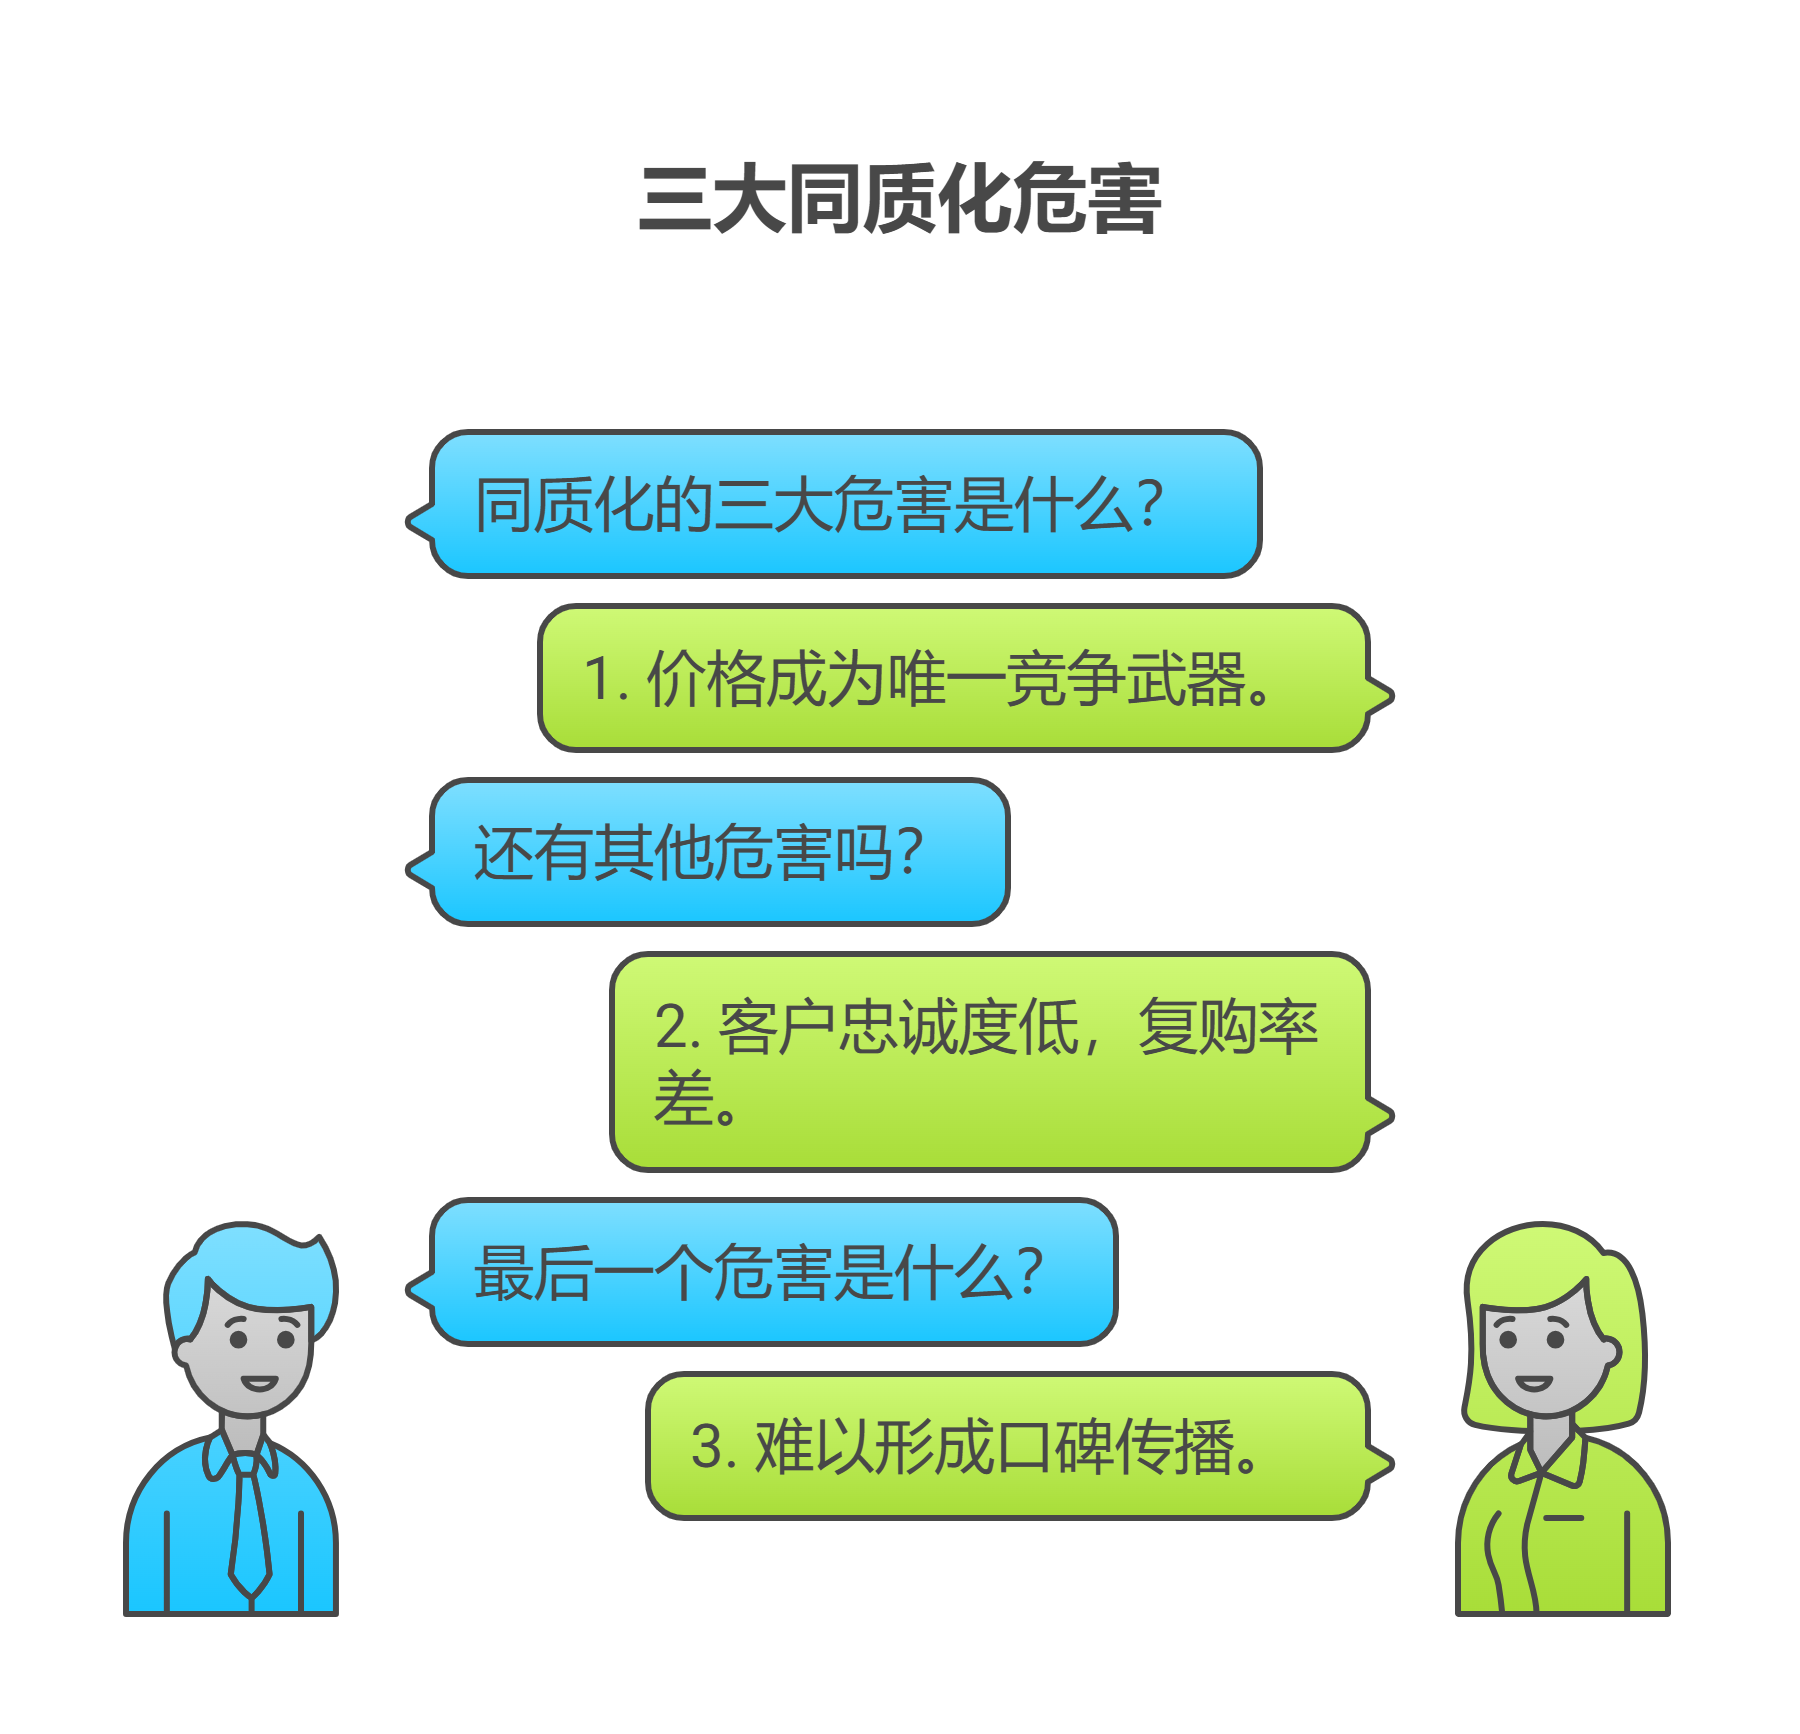 三大同质化危害
同质化的三大危害是什么？
1. 价格成为唯一竞争武器。
还有其他危害吗？
2. 客户忠诚度低，复购率
差。
最后一个危害是什么？
3. 难以形成口碑传播。